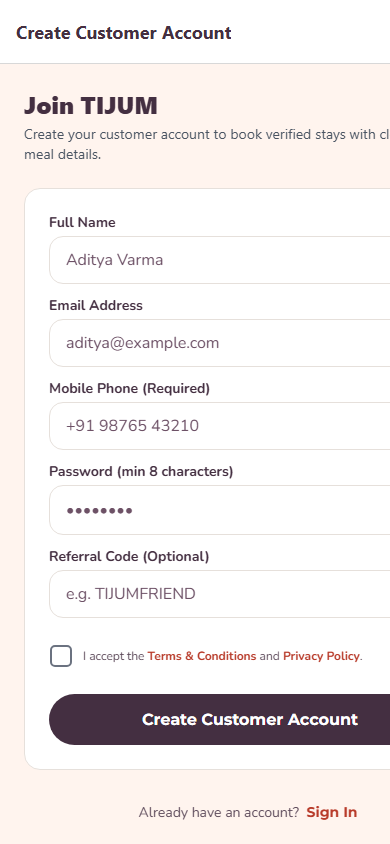 Create Customer Account
Join TIJUM
Create your customer account to book verified stays with
meal details.
Full Name
Aditya Varma
Email Address
aditya@example.com
Mobile Phone (Required)
+91 98765 43210
Password (min 8 characters)
••••••••
Referral Code (Optional)
e.g. TIJUMFRIEND
I accept the Terms & Conditions and Privacy Policy.
Create Customer Account
Already have an account? Sign In